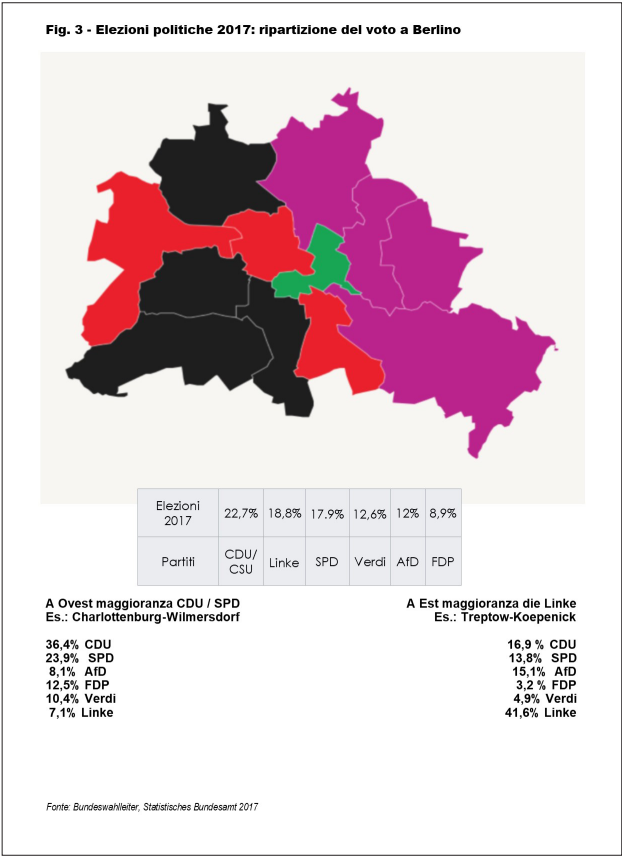 Fig. 3 - Elezioni politiche 2017: ripartizione del voto a Berlino
Elezioni 2017 22,7% 18,8% 17.9% 12,6% 12% 8,9%
Partiti CDU/CSU Linke SPD Verdi AfD FDP
A Ovest maggioranza CDU / SPD
Es.: Charlottenburg-Wilmersdorf
36,4% CDU
23,9% SPD
8,1% AfD
12,5% FDP
10,4% Verdi
7,1% Linke
A Est maggioranza die Linke
Es.: Treptow-Koepenick
16,9 % CDU
13,8% SPD
15,1% AfD
3,2 % FDP
4,9% Verdi
41,6% Linke
Fonte: Bundeswahlleiter, Statistisches Bundesamt 2017